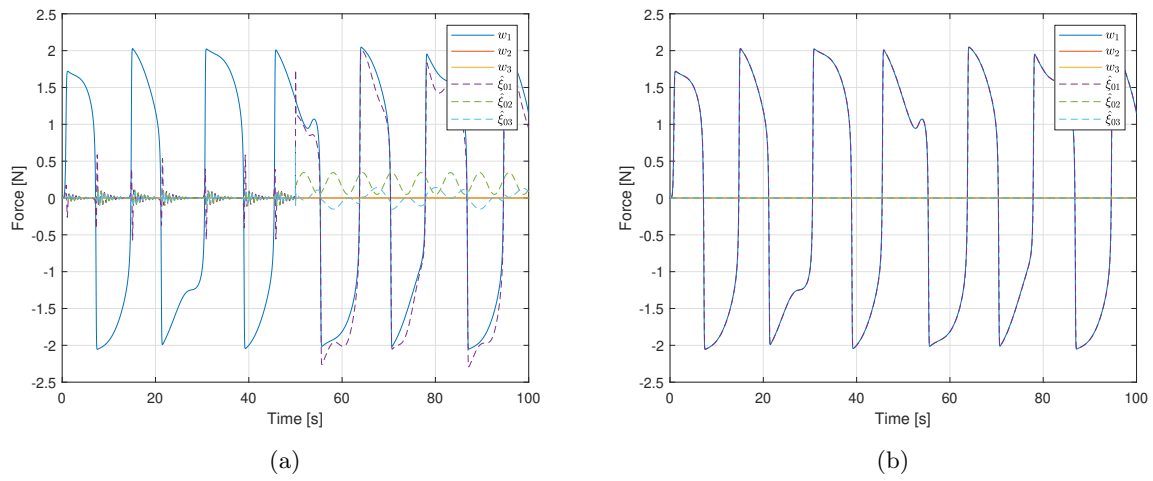 2.5
2
1.5
1
0.5
0
-0.5
-1
-1.5
-2
-2.5
Force [N]
0 20 40 60 80 100
Time [s]
w₁
w₂
w₃
ξ̂₀₁
ξ̂₀₂
ξ̂₀₃
(a)
2.5
2
1.5
1
0.5
0
-0.5
-1
-1.5
-2
-2.5
Force [N]
0 20 40 60 80 100
Time [s]
w₁
w₂
w₃
ξ̂₀₁
ξ̂₀₂
ξ̂₀₃
(b)